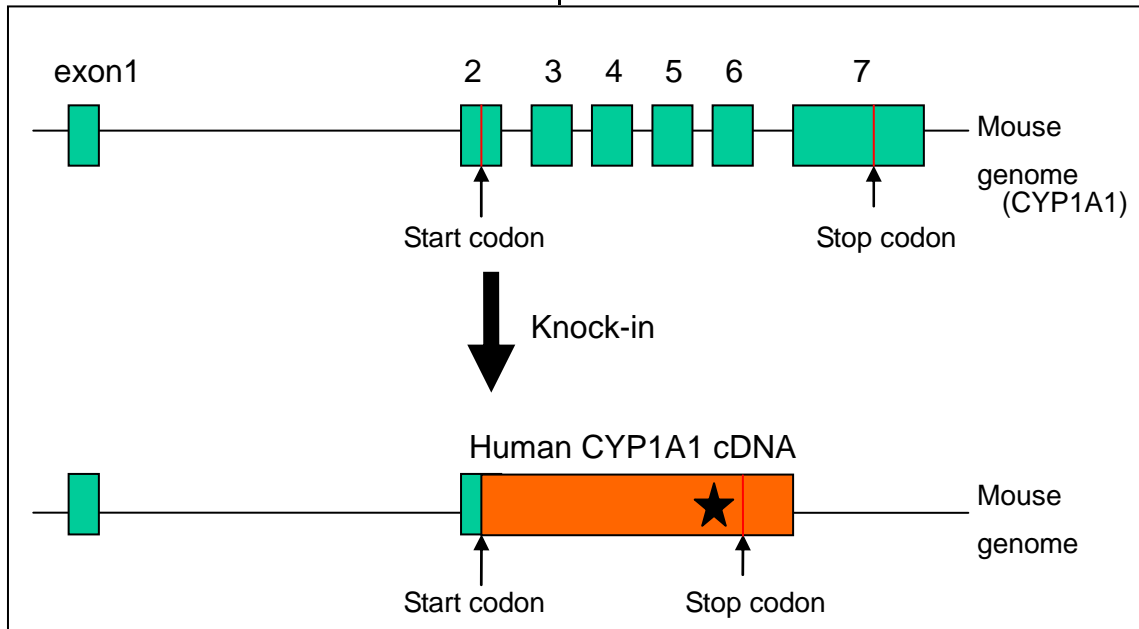 exon1 2 3 4 5 6 7
Mouse
genome
(CYP1A1)
Start codon Stop codon
Knock-in
Human CYP1A1 cDNA
Mouse
genome
Start codon Stop codon